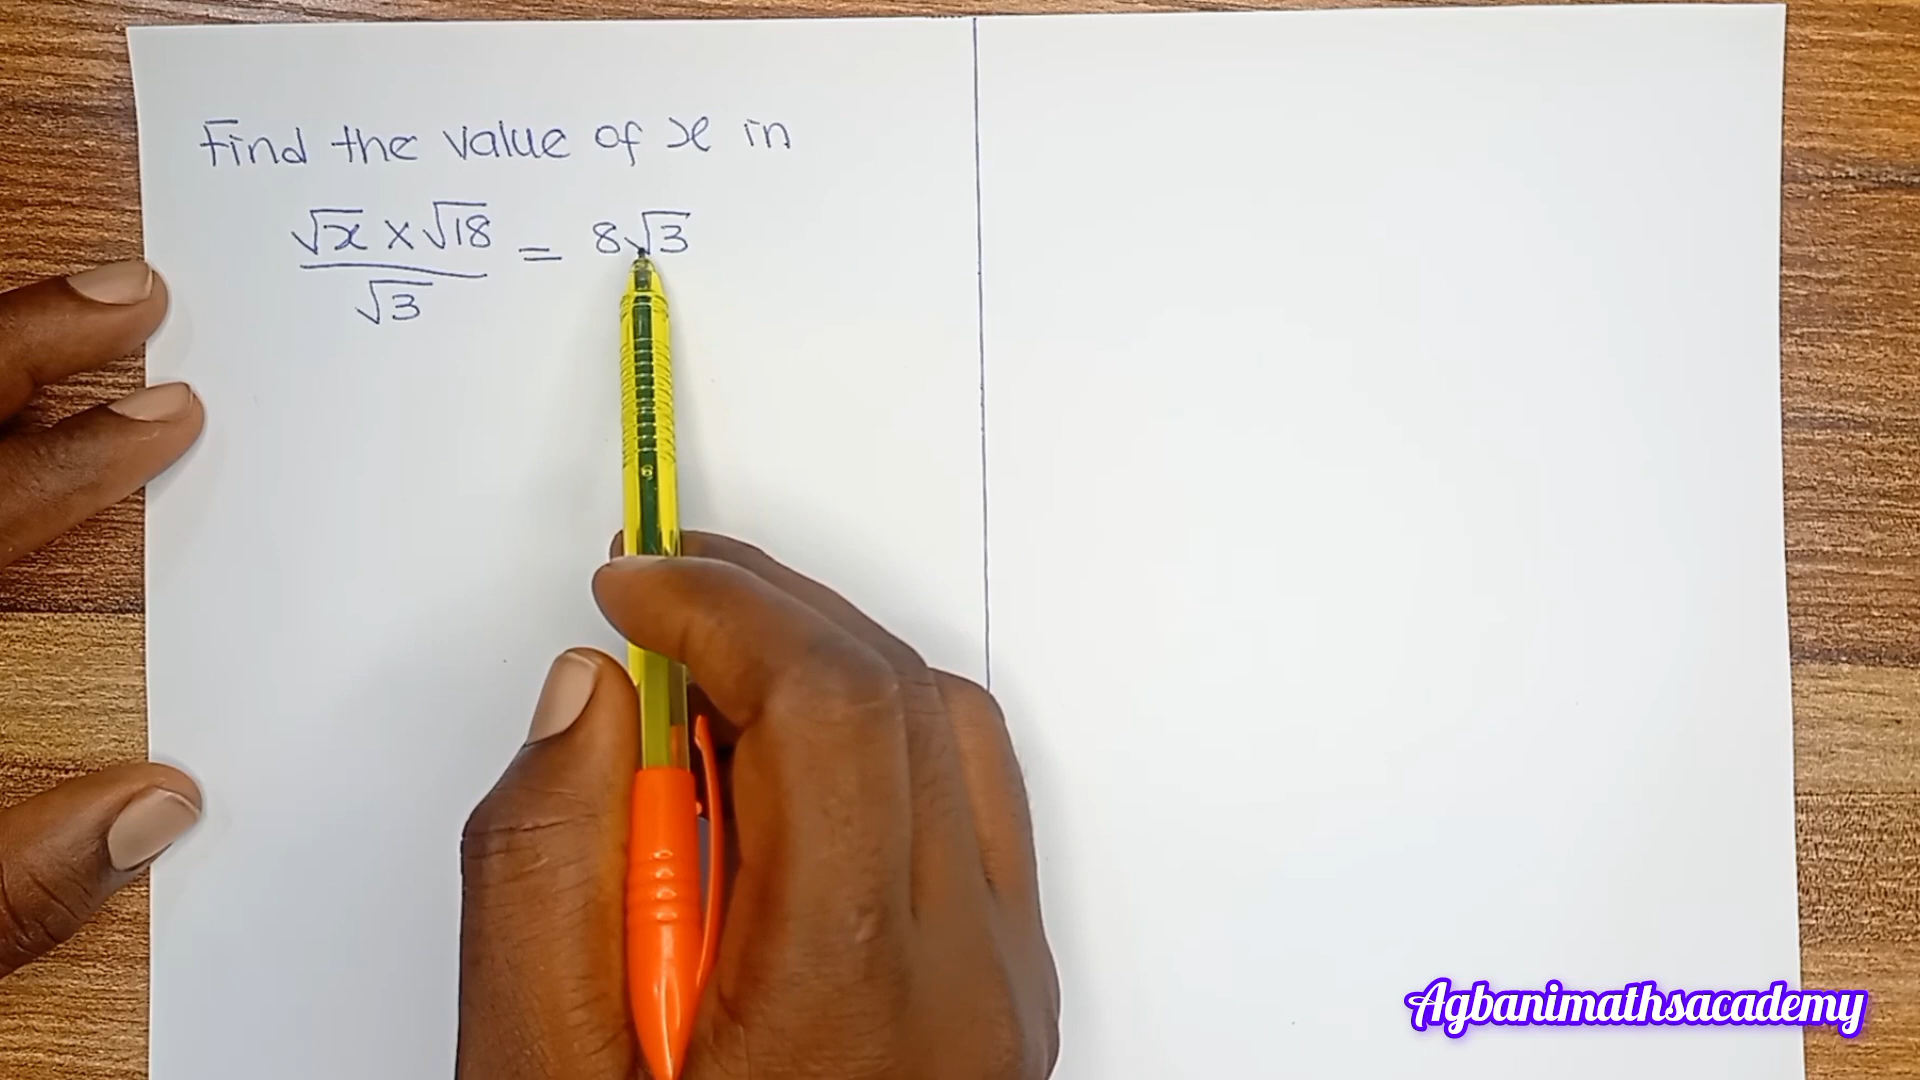 Find the value of x in
√x × √18 / √3 = 8√3
Agbanimathsacademy